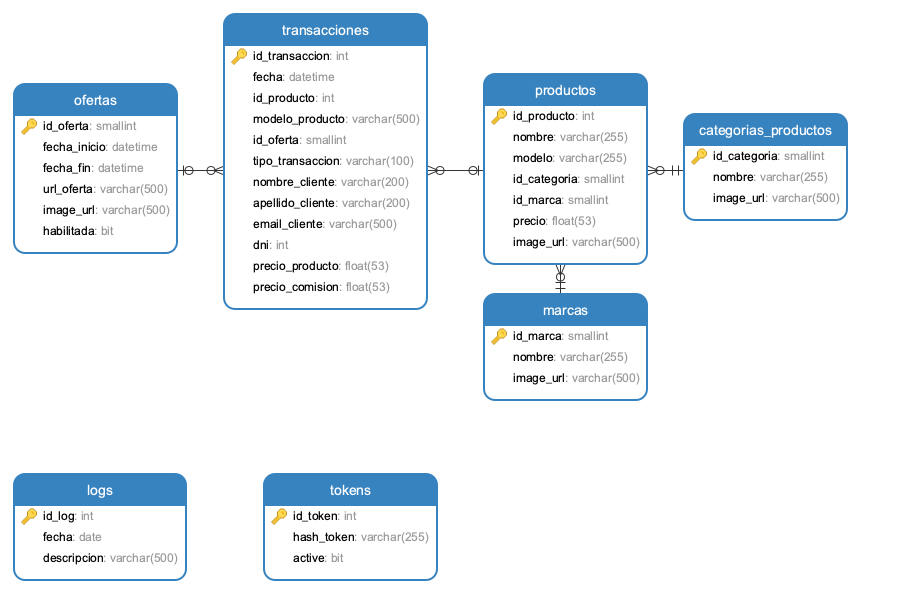 transacciones
id_transaccion: int
fecha: datetime
id_producto: int
modelo_producto: varchar(500)
id_oferta: smallint
tipo_transaccion: varchar(100)
nombre_cliente: varchar(200)
apellido_cliente: varchar(200)
email_cliente: varchar(500)
dni: int
precio_producto: float(53)
precio_comision: float(53)
ofertas
id_oferta: smallint
fecha_inicio: datetime
fecha_fin: datetime
url_oferta: varchar(500)
image_url: varchar(500)
habilitada: bit
productos
id_producto: int
nombre: varchar(255)
modelo: varchar(255)
id_categoria: smallint
id_marca: smallint
precio: float(53)
image_url: varchar(500)
categorias_productos
id_categoria: smallint
nombre: varchar(255)
image_url: varchar(500)
marcas
id_marca: smallint
nombre: varchar(255)
image_url: varchar(500)
logs
id_log: int
fecha: date
descripcion: varchar(500)
tokens
id_token: int
hash_token: varchar(255)
active: bit